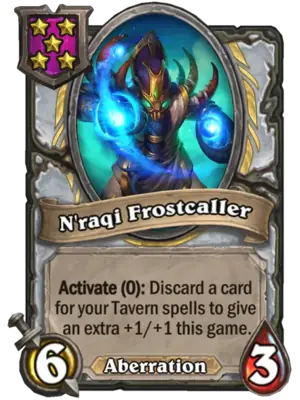 N'raqi Frostcaller
Activate (0): Discard a card
for your Tavern spells to give
an extra +1/+1 this game.
6
Aberration
3